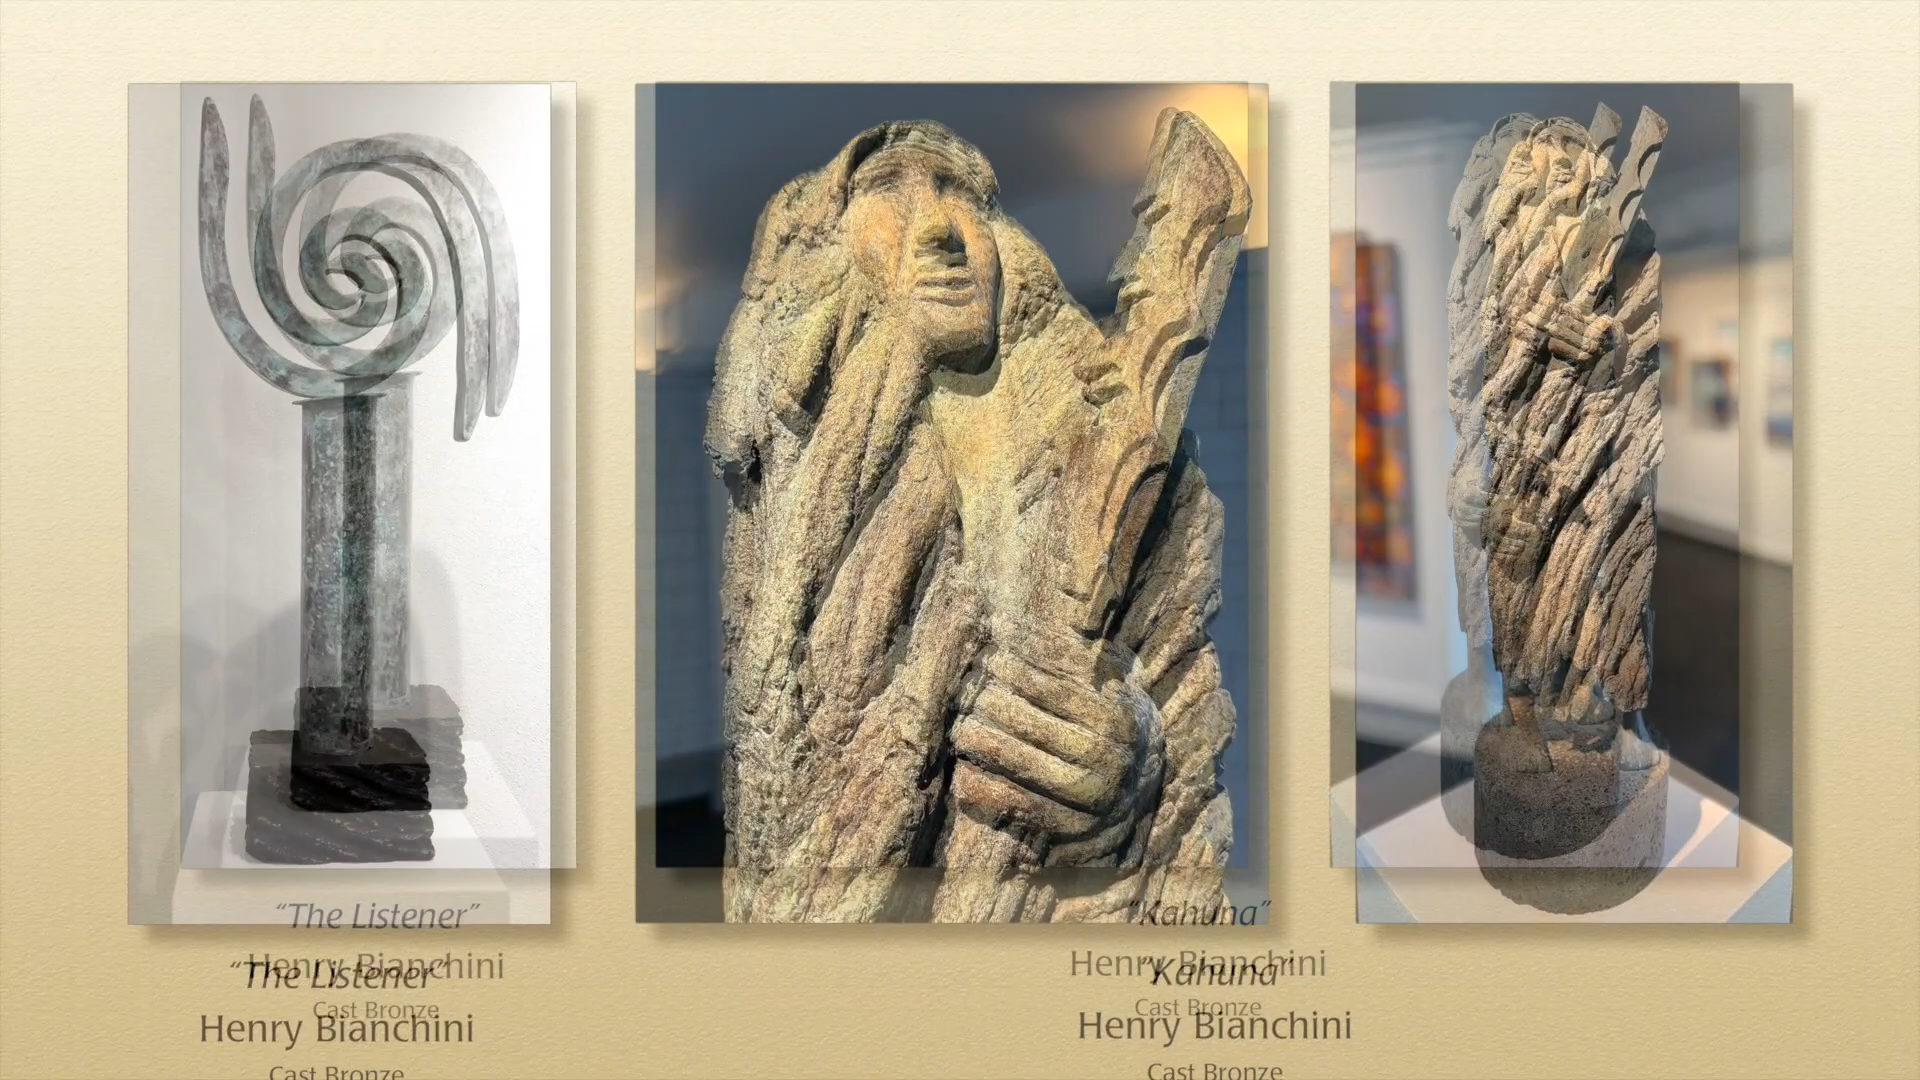 “The Listener”
Henry Bianchini
Cast Bronze
“The Listener”
Henry Bianchini
Cast Bronze
“Kahuna”
Henry Bianchini
Cast Bronze
“Kahuna”
Henry Bianchini
Cast Bronze